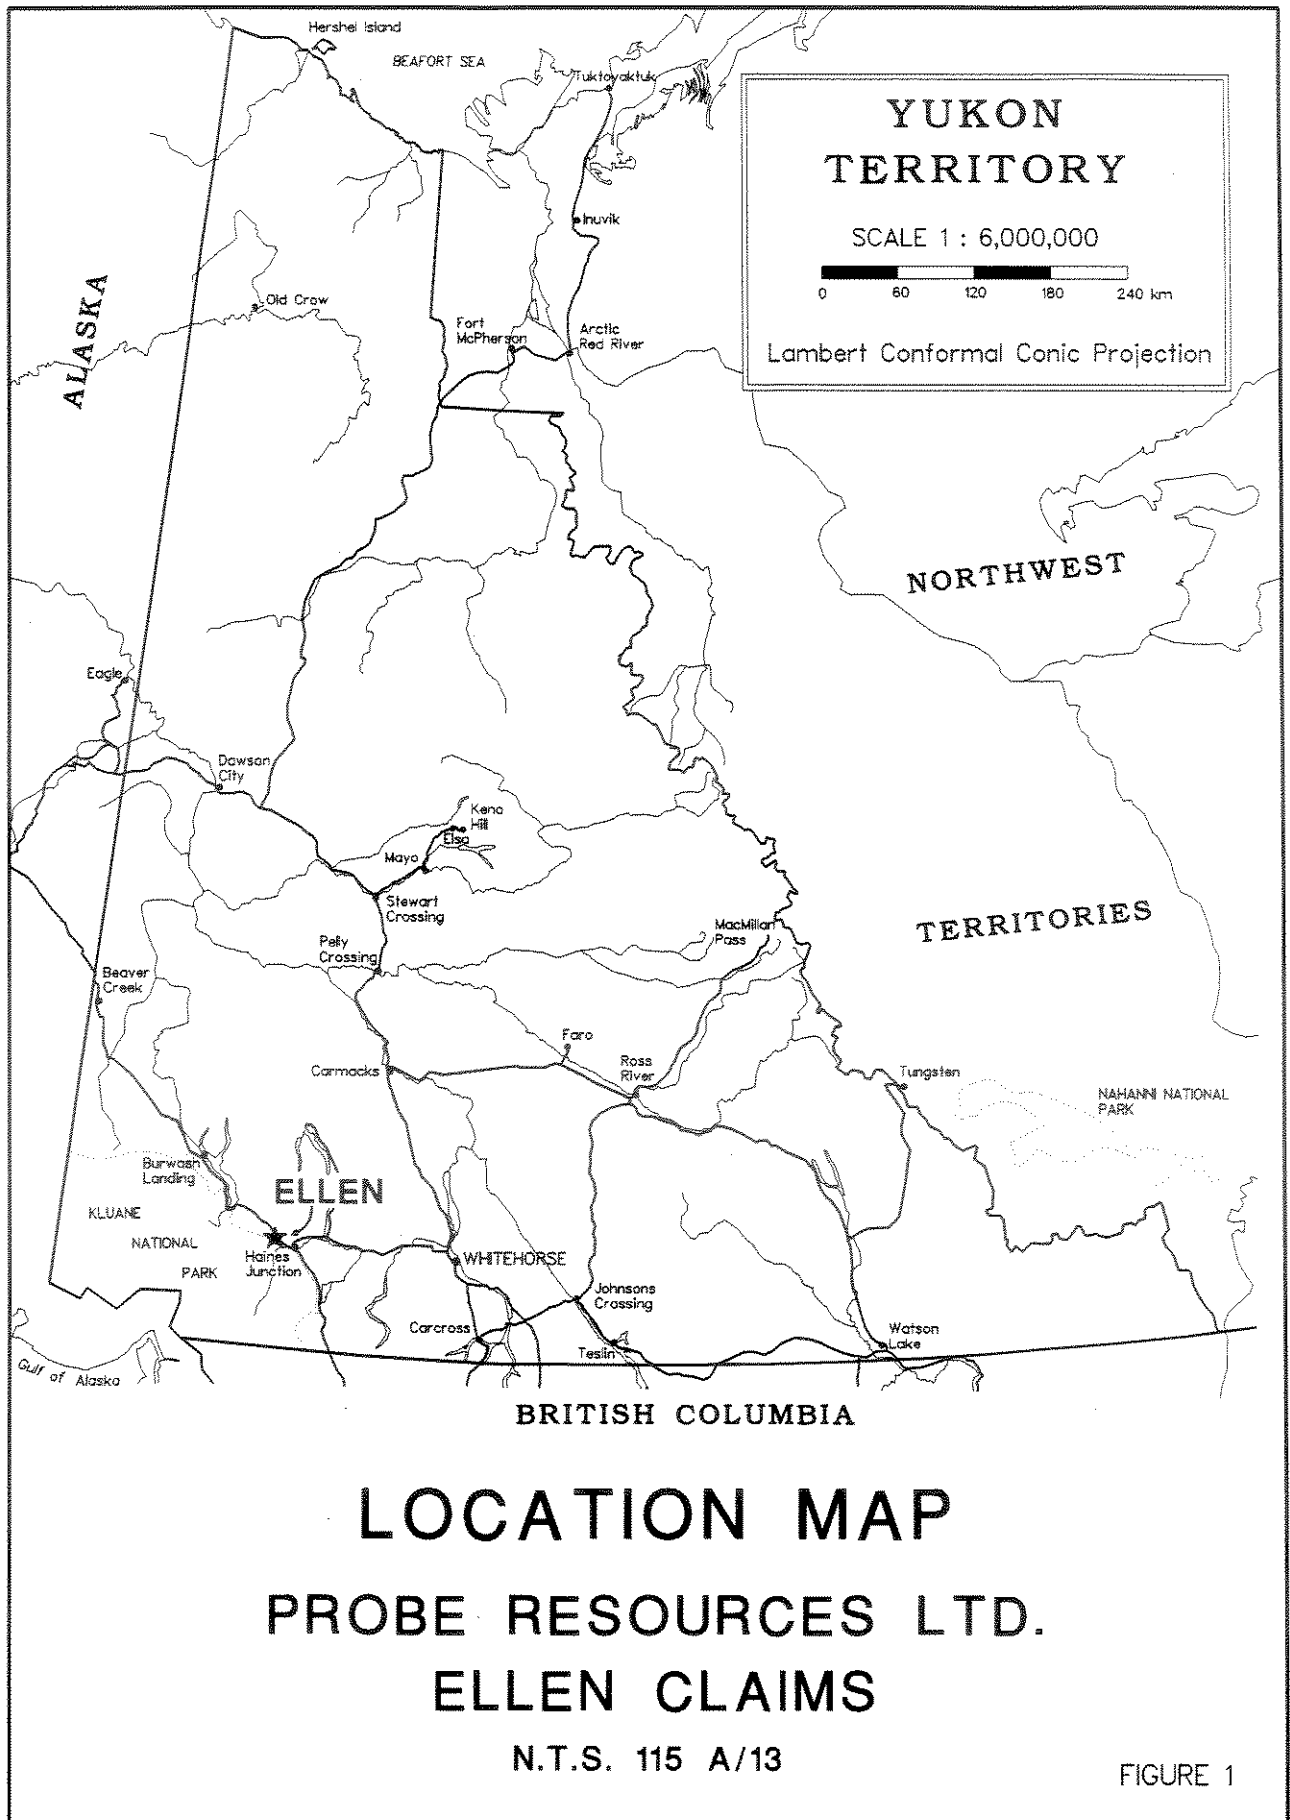 Hershel Island
BEAFORT SEA
Tuktoyaktuk
YUKON
TERRITORY
SCALE 1 : 6,000,000
0 60 120 180 240 km
Lambert Conformal Conic Projection
Inuvik
ALASKA
Old Crow
Fort
McPherson
Arctic
Red River
NORTHWEST
Eagle
Dawson
City
Keno
Hill
Elsa
Mayo
Stewart
Crossing
TERRITORIES
MacMillan
Pass
Pelly
Crossing
Beaver
Creek
Faro
Ross
River
Carmacks
Tungsten
NAHANNI NATIONAL
PARK
Burwash
Landing
ELLEN
KLUANE
NATIONAL
PARK
Haines
Junction
WHITEHORSE
Johnsons
Crossing
Carcross
Teslin
Watson
Lake
Gulf of Alaska
BRITISH COLUMBIA
LOCATION MAP
PROBE RESOURCES LTD.
ELLEN CLAIMS
N.T.S. 115 A/13
FIGURE 1